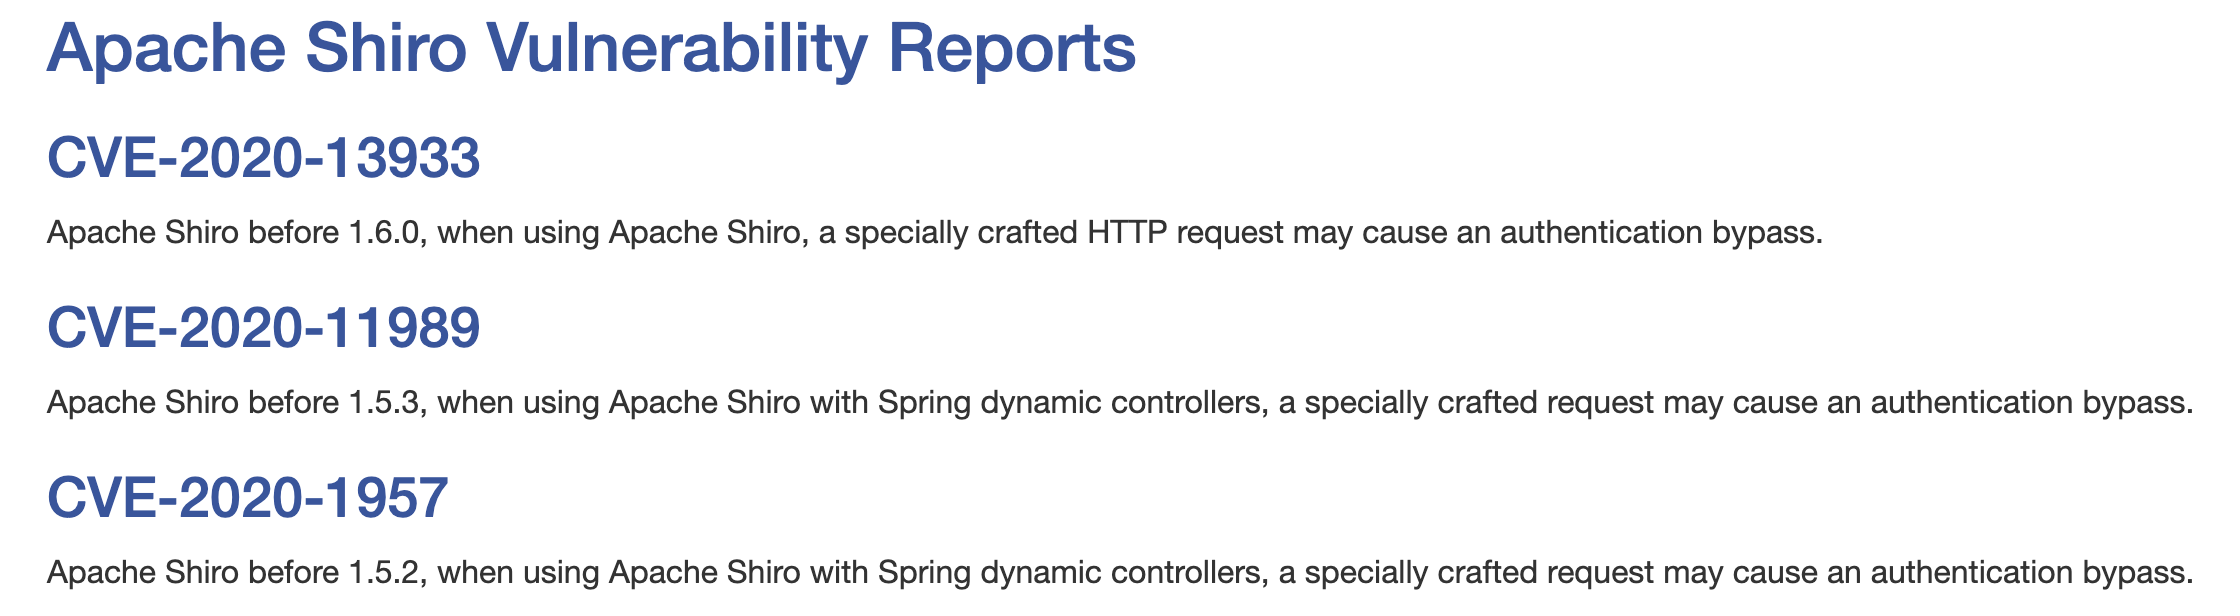 Apache Shiro Vulnerability Reports
CVE-2020-13933
Apache Shiro before 1.6.0, when using Apache Shiro, a specially crafted HTTP request may cause an authentication bypass.
CVE-2020-11989
Apache Shiro before 1.5.3, when using Apache Shiro with Spring dynamic controllers, a specially crafted request may cause an authentication bypass.
CVE-2020-1957
Apache Shiro before 1.5.2, when using Apache Shiro with Spring dynamic controllers, a specially crafted request may cause an authentication bypass.